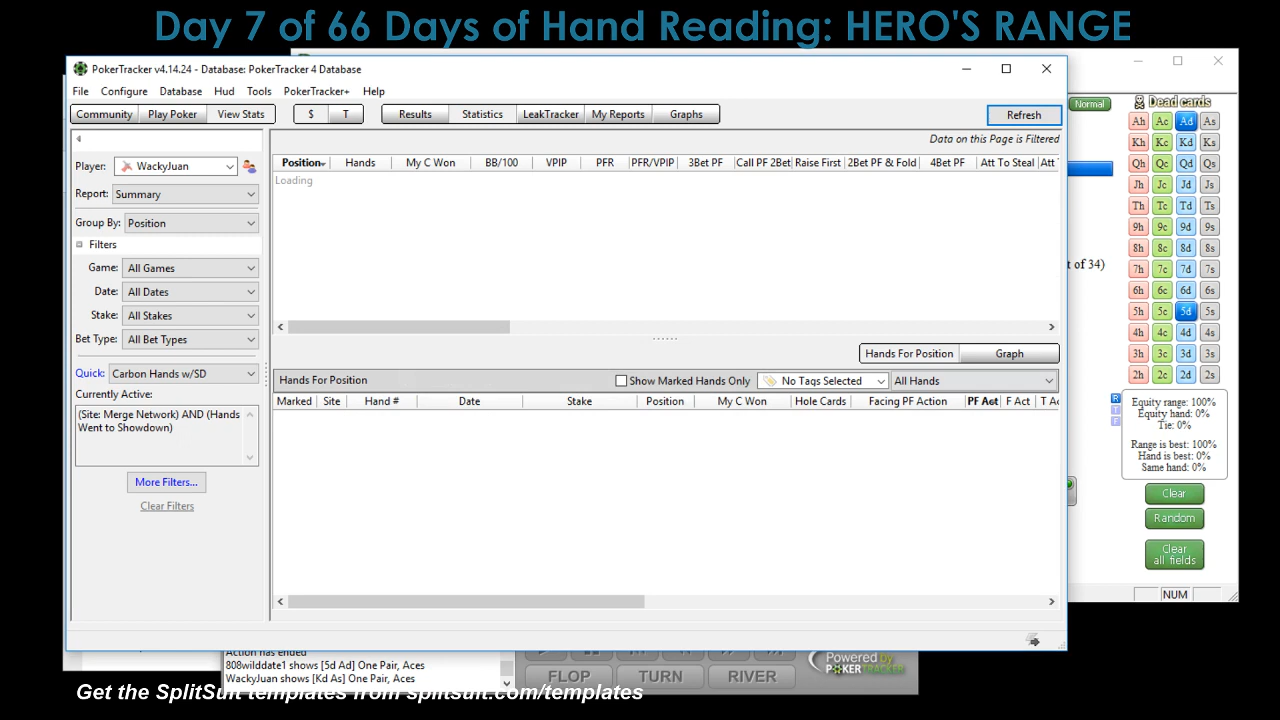 Day 7 of 66 Days of Hand Reading: HERO'S RANGE
PokerTracker v4.14.24 - Database: PokerTracker 4 Database
File Configure Database Hud Tools PokerTracker+ Help
Community Play Poker View Stats $ T Results Statistics LeakTracker My Reports Graphs Refresh
Data on this Page is Filtered
Player: WackyJuan
Report: Summary
Group By: Position
Filters
Game: All Games
Date: All Dates
Stake: All Stakes
Bet Type: All Bet Types
Quick: Carbon Hands w/SD
Currently Active:
(Site: Merge Network) AND (Hands
Went to Showdown)
More Filters...
Clear Filters
Position Hands My C Won BB/100 VPIP PFR PFR/VPIP 3Bet PF Call PF 2Bet Raise First 2Bet PF & Fold 4Bet PF Att To Steal Att
Loading
Hands For Position Graph
Hands For Position Show Marked Hands Only No Tags Selected All Hands
Marked Site Hand # Date Stake Position My C Won Hole Cards Facing PF Action PF Act F Act T Ac
Normal Dead cards
Ah Ac Ad As
Kh Kc Kd Ks
Qh Qc Qd Qs
Jh Jc Jd Js
Th Tc Td Ts
9h 9c 9d 9s
8h 8c 8d 8s
t of 34) 7h 7c 7d 7s
6h 6c 6d 6s
5h 5c 5d 5s
4h 4c 4d 4s
3h 3c 3d 3s
2h 2c 2d 2s
R
T
F
Equity range: 100%
Equity hand: 0%
Tie: 0%
Range is best: 100%
Hand is best: 0%
Same hand: 0%
Clear
Random
Clear
all fields
NUM
Action has ended
808wilddate1 shows [5d Ad] One Pair, Aces
WackyJuan shows [Kd As] One Pair, Aces
FLOP TURN RIVER
Powered by
POKERTRACKER
Get the SplitSuit templates from splitsuit.com/templates